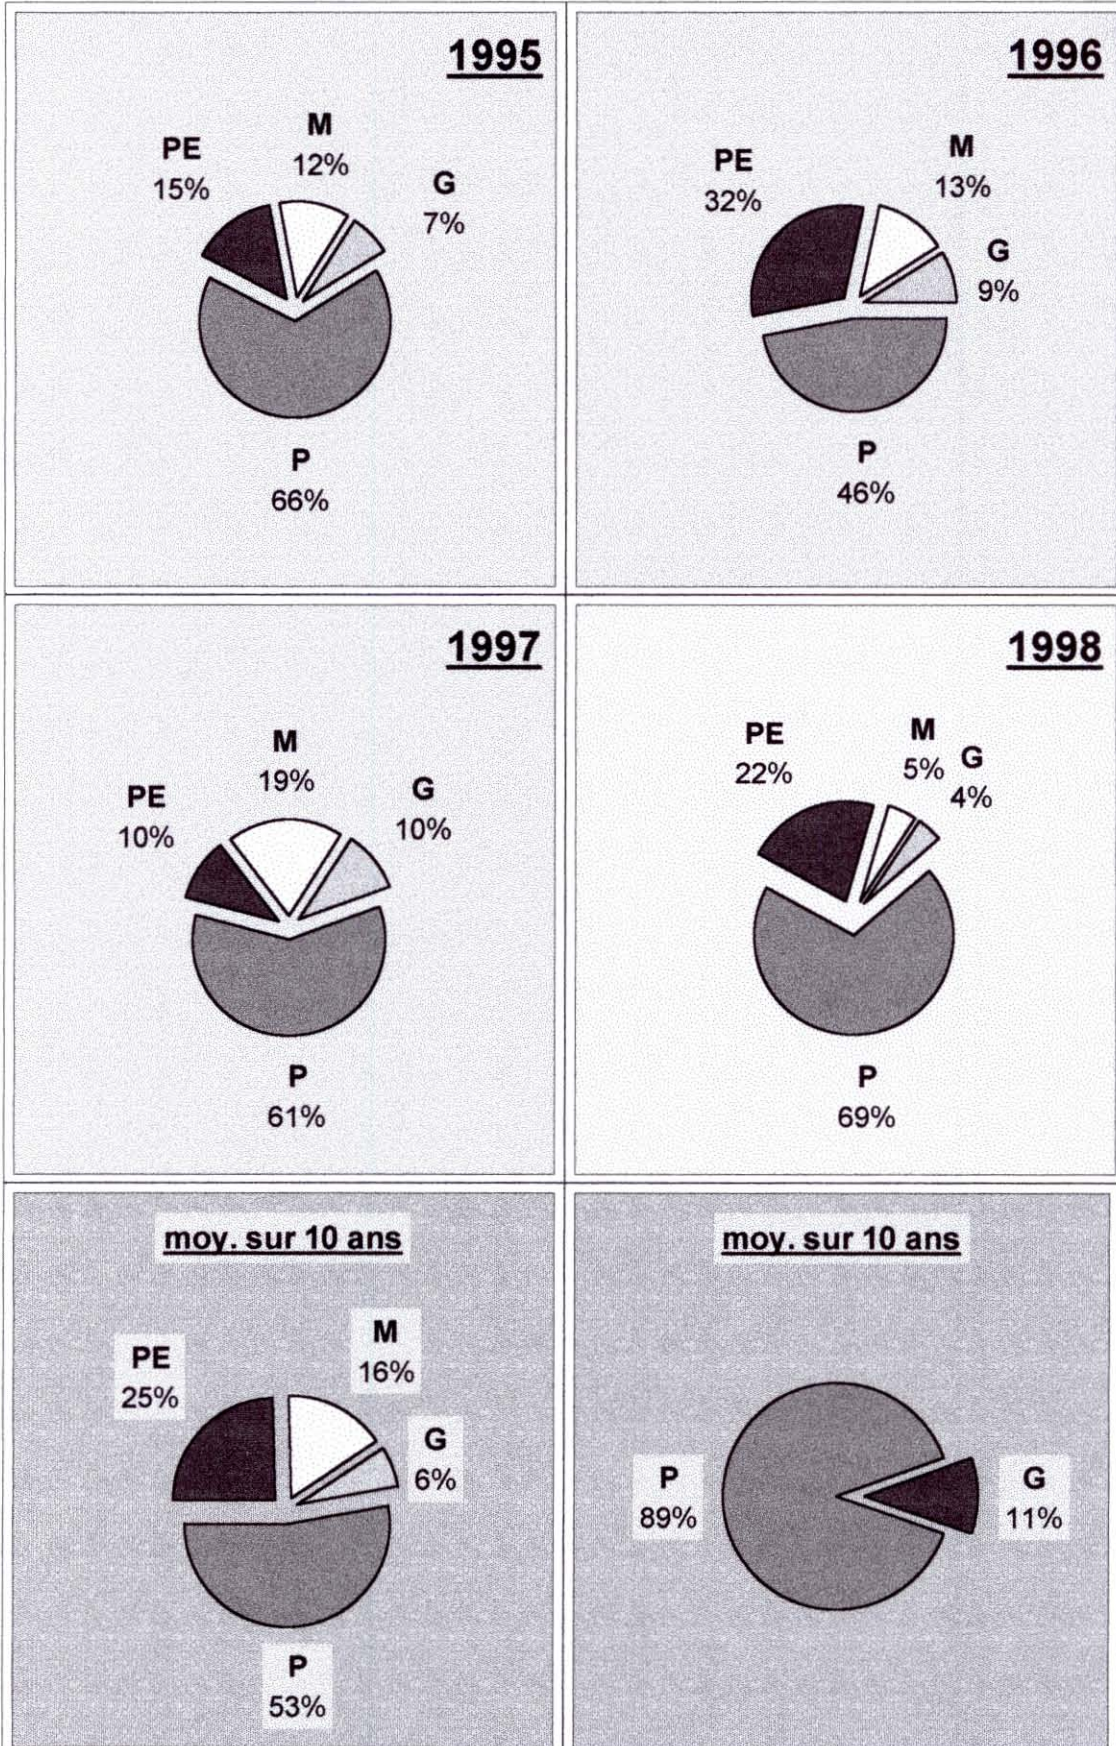 1995
M
12%
PE
15%
G
7%
P
66%
1996
M
13%
PE
32%
G
9%
P
46%
1997
M
19%
G
10%
PE
10%
P
61%
1998
PE
22%
M
5%
G
4%
P
69%
moy. sur 10 ans
M
16%
PE
25%
G
6%
P
53%
moy. sur 10 ans
P
89%
G
11%